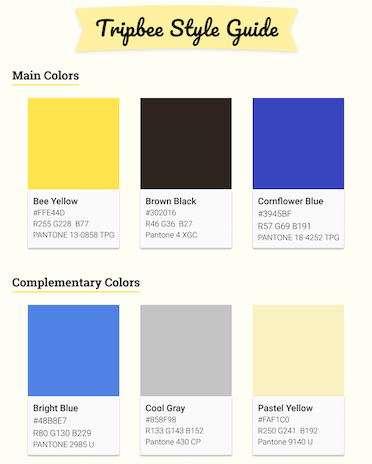 Tripbee Style Guide
Main Colors
Bee Yellow
#FFE44D
R255 G228 B77
PANTONE 13-0858 TPG
Brown Black
#302016
R46 G36 B27
Pantone 4 XGC
Cornflower Blue
#3945BF
R57 G69 B191
PANTONE 18-4252 TPG
Complementary Colors
Bright Blue
#48B8E7
R80 G130 B229
PANTONE 2985 U
Cool Gray
#858F98
R133 G143 B152
Pantone 430 CP
Pastel Yellow
#FAF1C0
R250 G241 B192
Pantone 9140 U